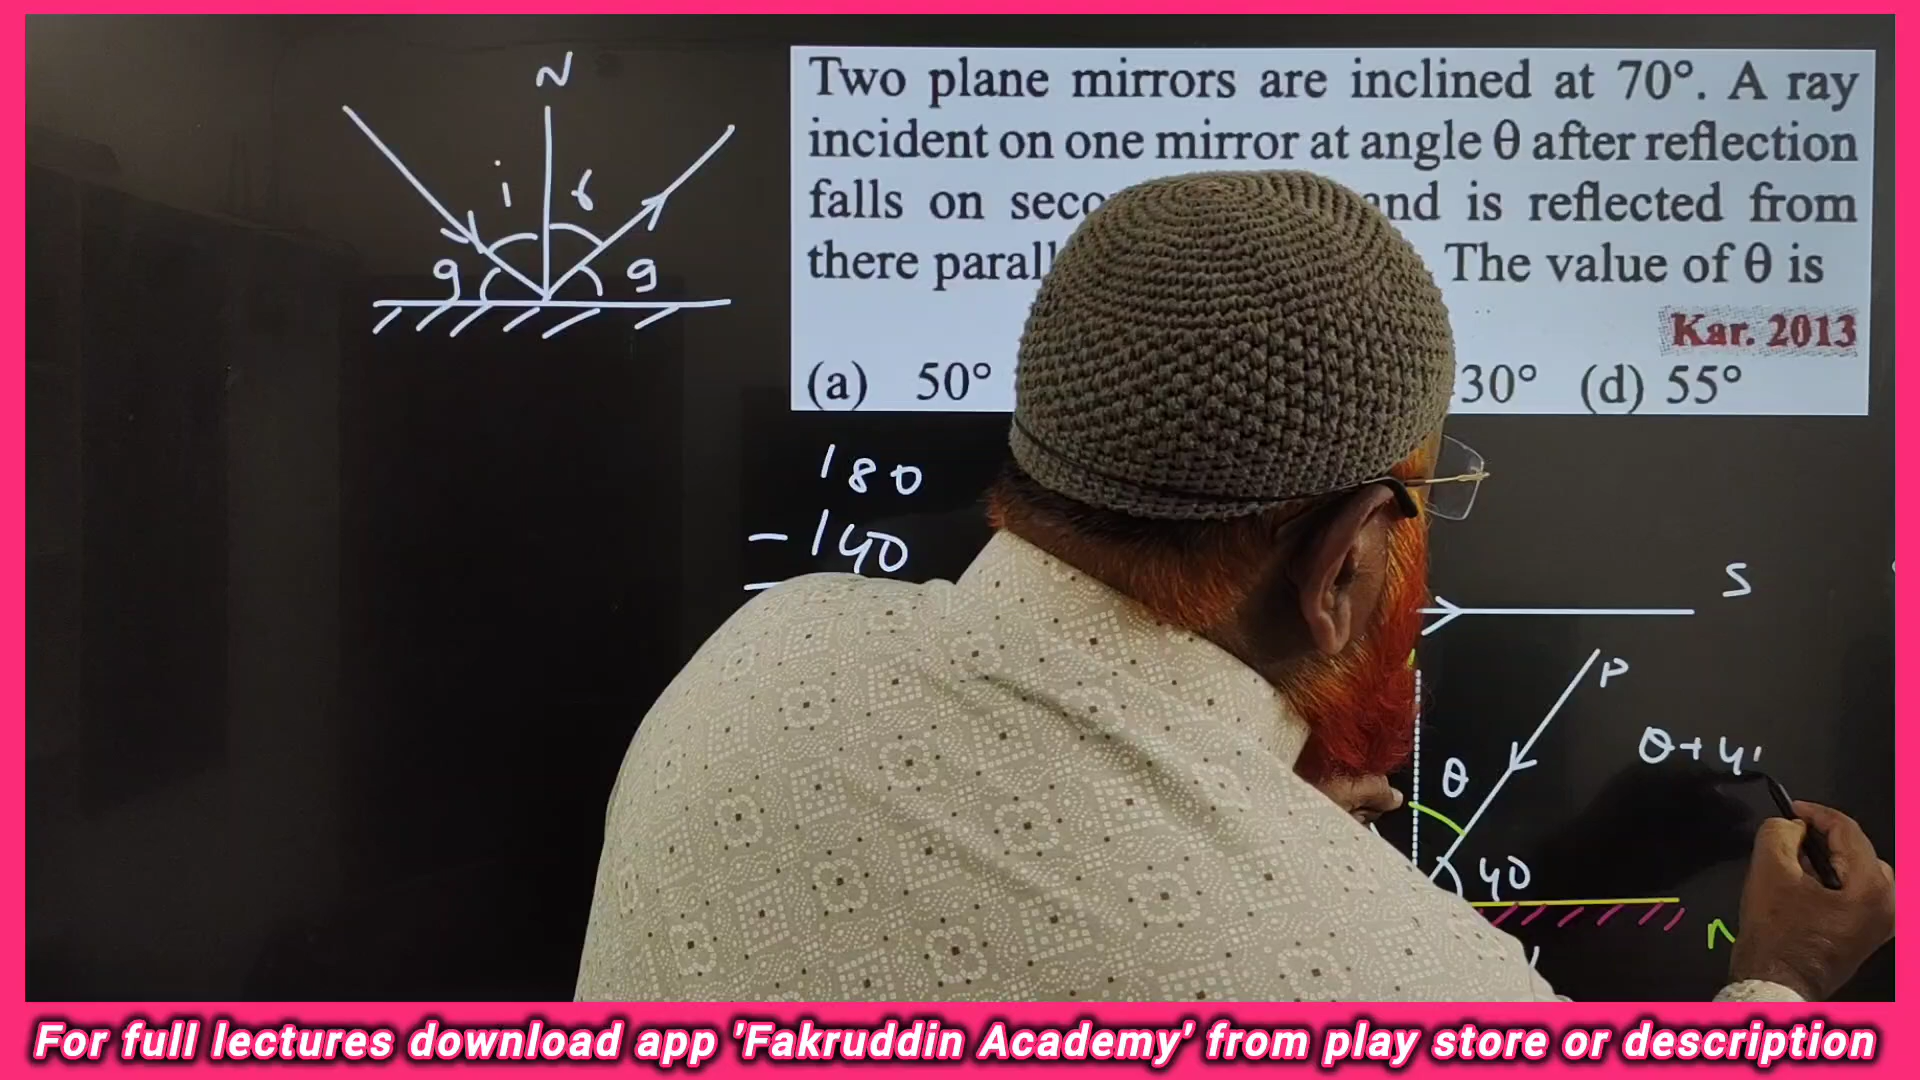 N
i r
g g
Two plane mirrors are inclined at 70°. A ray
incident on one mirror at angle θ after reflection
falls on seco nd is reflected from
there paral The value of θ is
Kar. 2013
(a) 50° 30° (d) 55°
180
-140
S
P
θ
θ+4
40
For full lectures download app 'Fakruddin Academy' from play store or description